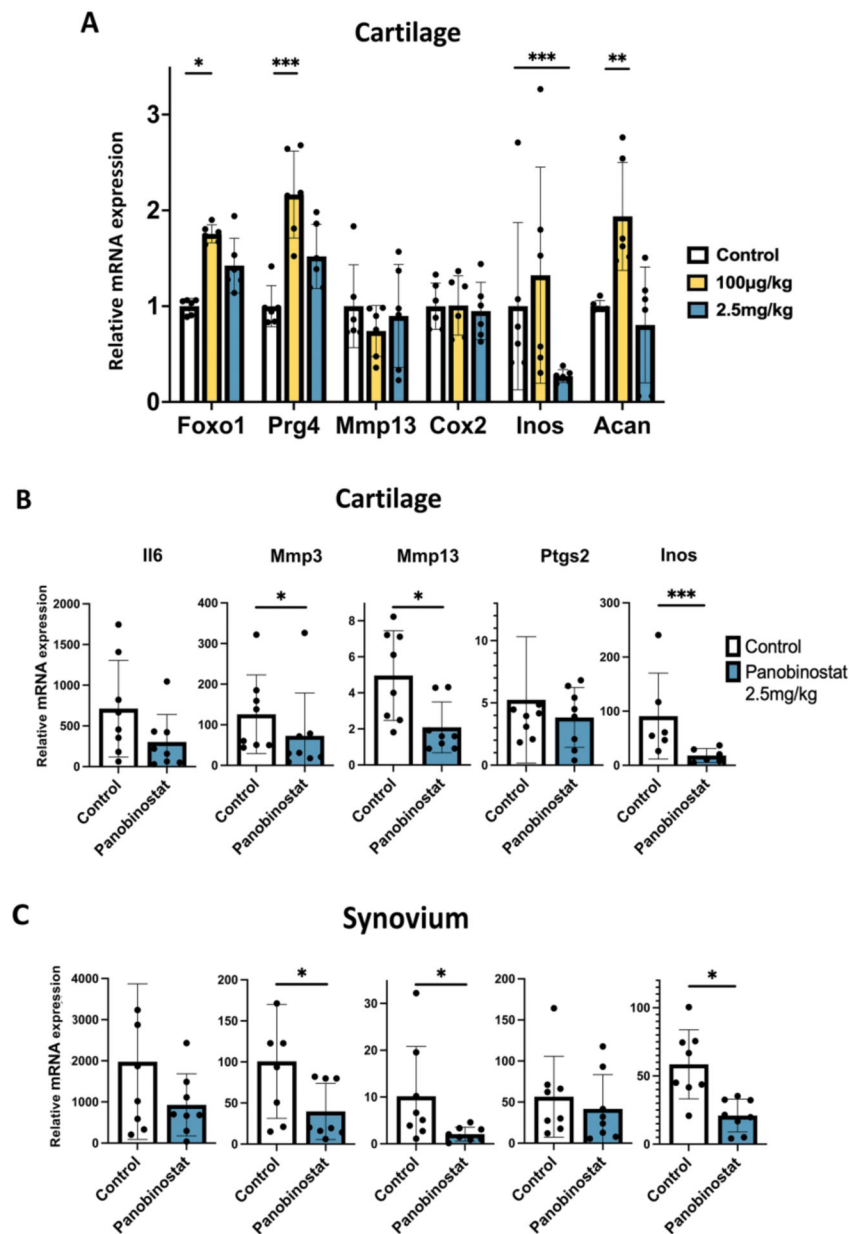 A
Cartilage
* *** *** **
Relative mRNA expression
3
2
1
0
Foxo1 Prg4 Mmp13 Cox2 Inos Acan
Control
100µg/kg
2.5mg/kg
B
Cartilage
Il6 Mmp3 Mmp13 Ptgs2 Inos
* * ***
Relative mRNA expression
2000
1500
1000
500
0
400
300
200
100
0
8
6
4
2
0
10
5
0
300
200
100
0
Control
Panobinostat
2.5mg/kg
Control Panobinostat Control Panobinostat Control Panobinostat Control Panobinostat Control Panobinostat
C
Synovium
* * *
Relative mRNA expression
4000
3000
2000
1000
0
200
150
100
50
0
30
20
10
0
200
150
100
50
0
100
50
0
Control Panobinostat Control Panobinostat Control Panobinostat Control Panobinostat Control Panobinostat